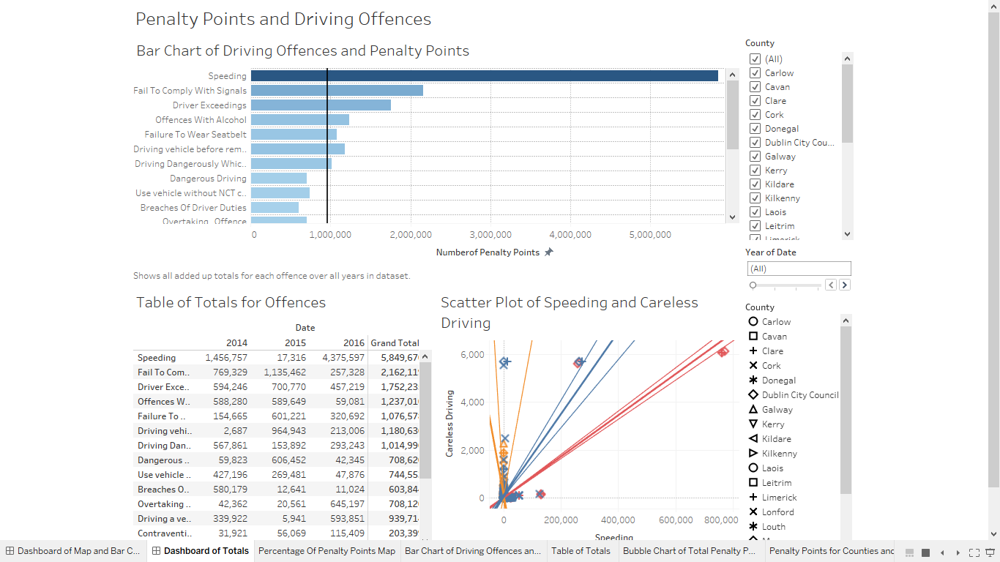 Penalty Points and Driving Offences
Bar Chart of Driving Offences and Penalty Points
Speeding
Fail To Comply With Signals
Driver Exceedings
Offences With Alcohol
Failure To Wear Seatbelt
Driving vehicle before rem..
Driving Dangerously Whic..
Dangerous Driving
Use vehicle without NCT c..
Breaches Of Driver Duties
Overtaking Offence
0 1,000,000 2,000,000 3,000,000 4,000,000 5,000,000
Numberof Penalty Points
Shows all added up totals for each offence over all years in dataset.
County
(All)
Carlow
Cavan
Clare
Cork
Donegal
Dublin City Cou...
Galway
Kerry
Kildare
Kilkenny
Laois
Leitrim
Limerick
Year of Date
(All)
Table of Totals for Offences
Date
2014 2015 2016 Grand Total
Speeding 1,456,757 17,316 4,375,597 5,849,67
Fail To Com.. 769,329 1,135,462 257,328 2,162,11
Driver Exce.. 594,246 700,770 457,219 1,752,23
Offences W.. 588,280 589,649 59,081 1,237,01
Failure To .. 154,665 601,221 320,692 1,076,57
Driving vehi.. 2,687 964,943 213,006 1,180,63
Driving Dan.. 567,861 153,892 293,243 1,014,99
Dangerous .. 59,823 606,452 42,345 708,62
Use vehicle .. 427,196 269,481 47,876 744,55
Breaches O.. 580,179 12,641 11,024 603,84
Overtaking .. 42,362 20,561 645,197 708,12
Driving a ve.. 339,922 5,941 593,851 939,71
Contraventi.. 31,921 56,069 115,409 203,39
Scatter Plot of Speeding and Careless
Driving
6,000
4,000
2,000
0
Careless Driving
0 200,000 400,000 600,000 800,000
Speeding
County
Carlow
Cavan
Clare
Cork
Donegal
Dublin City Council
Galway
Kerry
Kildare
Kilkenny
Laois
Leitrim
Limerick
Lonford
Louth
Dashboard of Map and Bar C... Dashboard of Totals Percentage Of Penalty Points Map Bar Chart of Driving Offences an... Table of Totals Bubble Chart of Total Penalty P... Penalty Points for Counties and